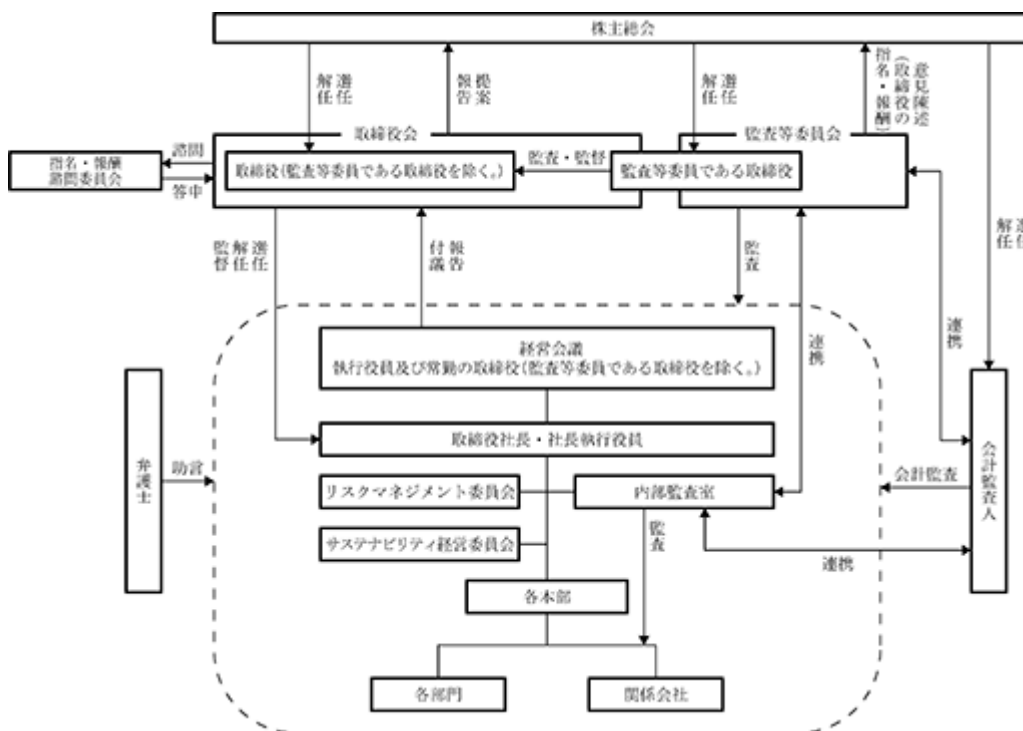 株主総会
選任
解任
提案
報告
選任
解任
意見陳述
(取締役の
指名・報酬)
選任
解任
取締役会
監査等委員会
指名・報酬
諮問委員会
諮問
答申
取締役(監査等委員である取締役を除く。)
監査・監督
監査等委員である取締役
選任
解任
監督
報告
付議
監査
連携
連携
経営会議
執行役員及び常勤の取締役(監査等委員である取締役を除く。)
取締役社長・社長執行役員
弁護士
助言
リスクマネジメント委員会
内部監査室
会計監査
会計監査人
サステナビリティ経営委員会
監査
連携
各本部
各部門
関係会社